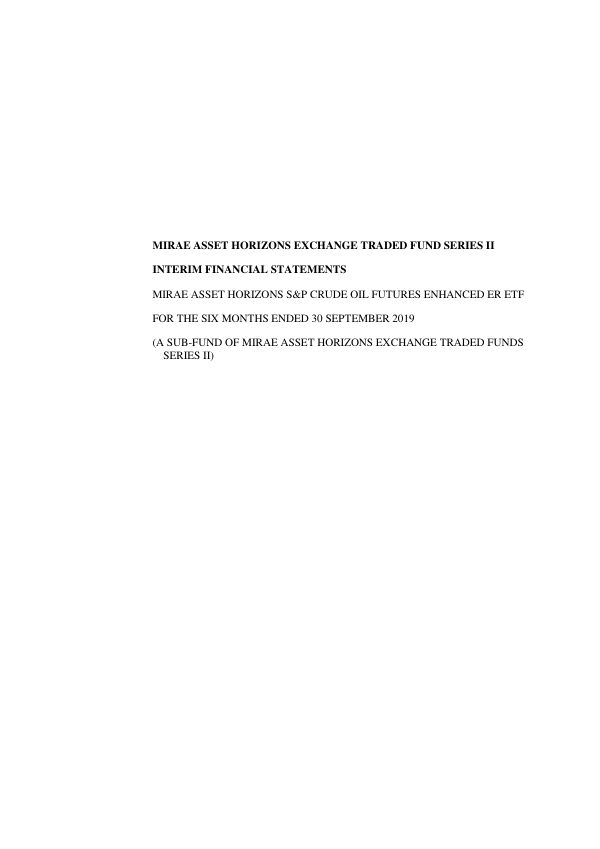 MIRAE ASSET HORIZONS EXCHANGE TRADED FUND SERIES II
INTERIM FINANCIAL STATEMENTS
MIRAE ASSET HORIZONS S&P CRUDE OIL FUTURES ENHANCED ER ETF
FOR THE SIX MONTHS ENDED 30 SEPTEMBER 2019
(A SUB-FUND OF MIRAE ASSET HORIZONS EXCHANGE TRADED FUNDS
SERIES II)